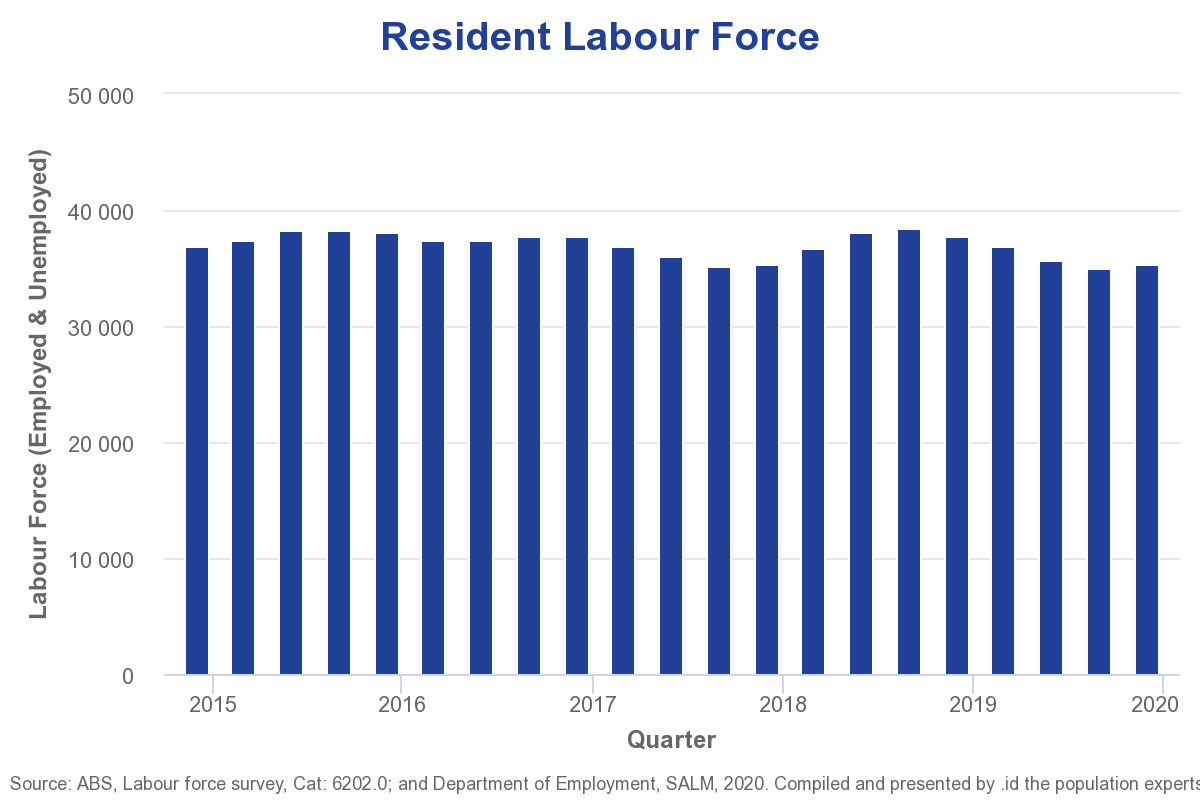 Resident Labour Force
Labour Force (Employed & Unemployed)
50 000
40 000
30 000
20 000
10 000
0
2015 2016 2017 2018 2019 2020
Quarter
Source: ABS, Labour force survey, Cat: 6202.0; and Department of Employment, SALM, 2020. Compiled and presented by .id the population experts